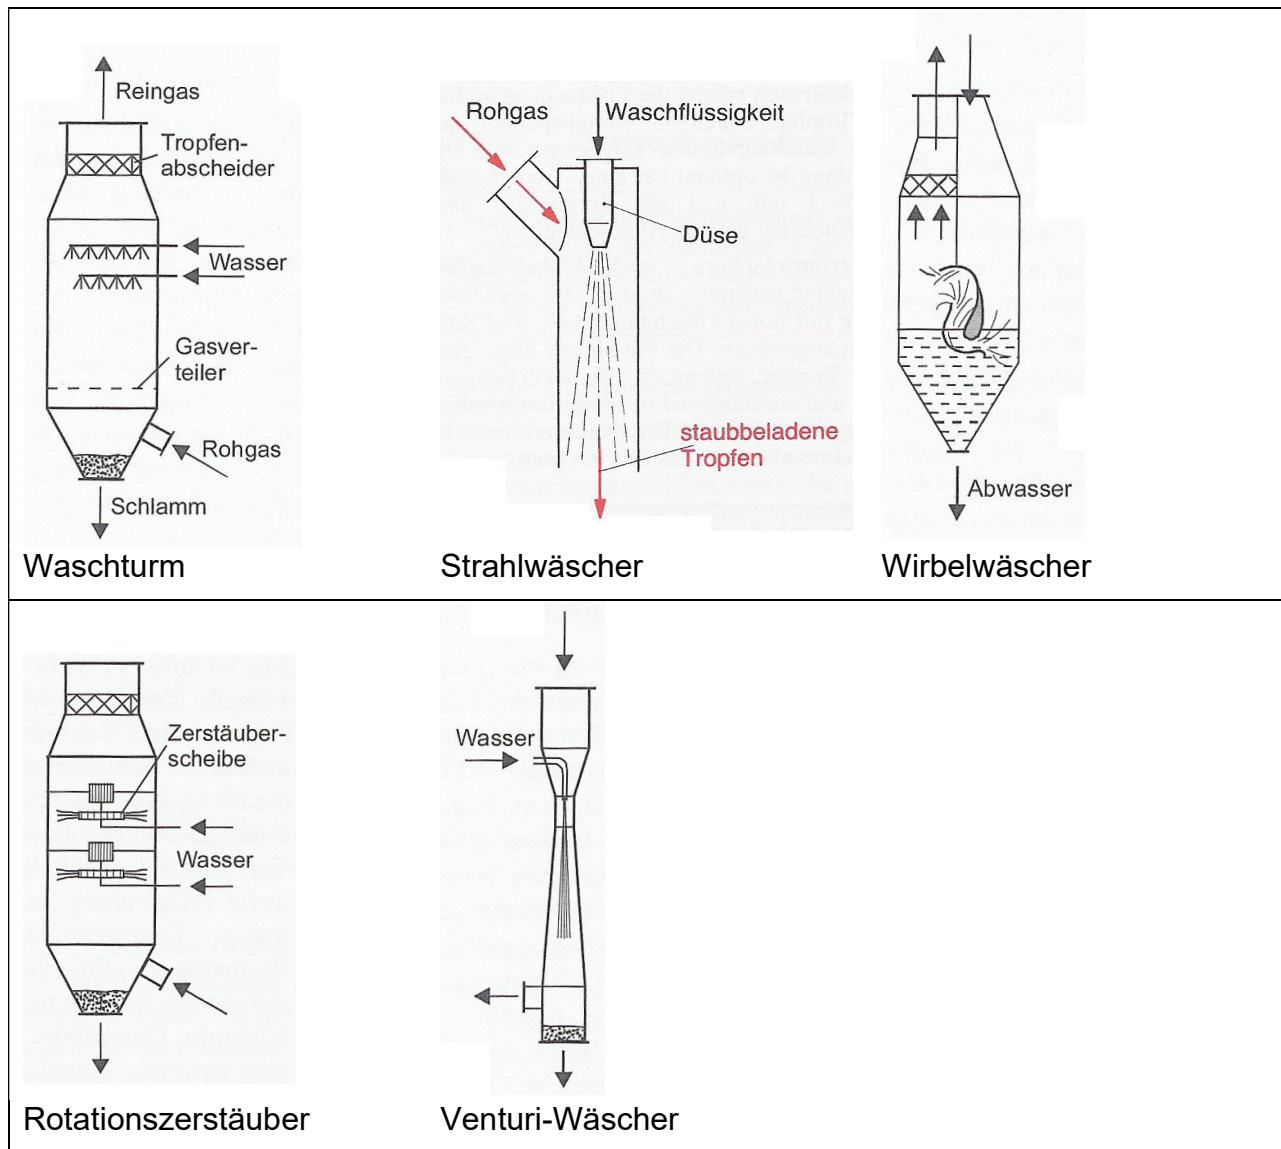 Reingas
Tropfen-
abscheider
Wasser
Gasver-
teiler
Rohgas
Schlamm
Waschturm
Rohgas
Waschflüssigkeit
Düse
staubbeladene
Tropfen
Strahlwäscher
Abwasser
Wirbelwäscher
Zerstäuber-
scheibe
Wasser
Rotationszerstäuber
Wasser
Venturi-Wäscher